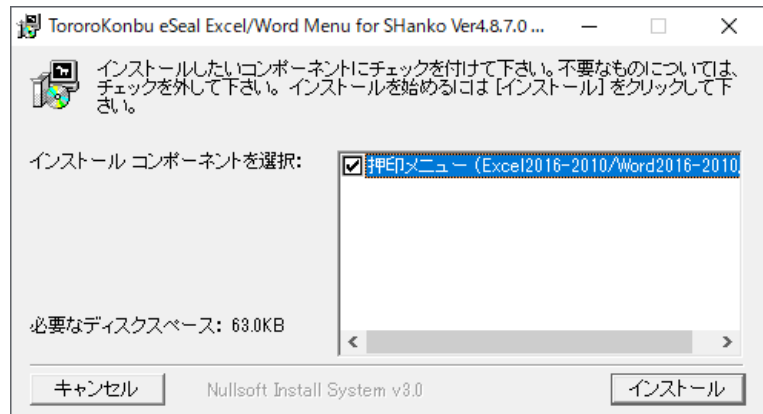 TororoKonbu eSeal Excel/Word Menu for SHanko Ver4.8.7.0 ...
インストールしたいコンポーネントにチェックを付けて下さい。不要なものについては、
チェックを外して下さい。インストールを始めるには [インストール] をクリックして下
さい。
インストール コンポーネントを選択:
押印メニュー (Excel2016-2010/Word2016-2010,
必要なディスクスペース: 63.0KB
キャンセル
Nullsoft Install System v3.0
インストール